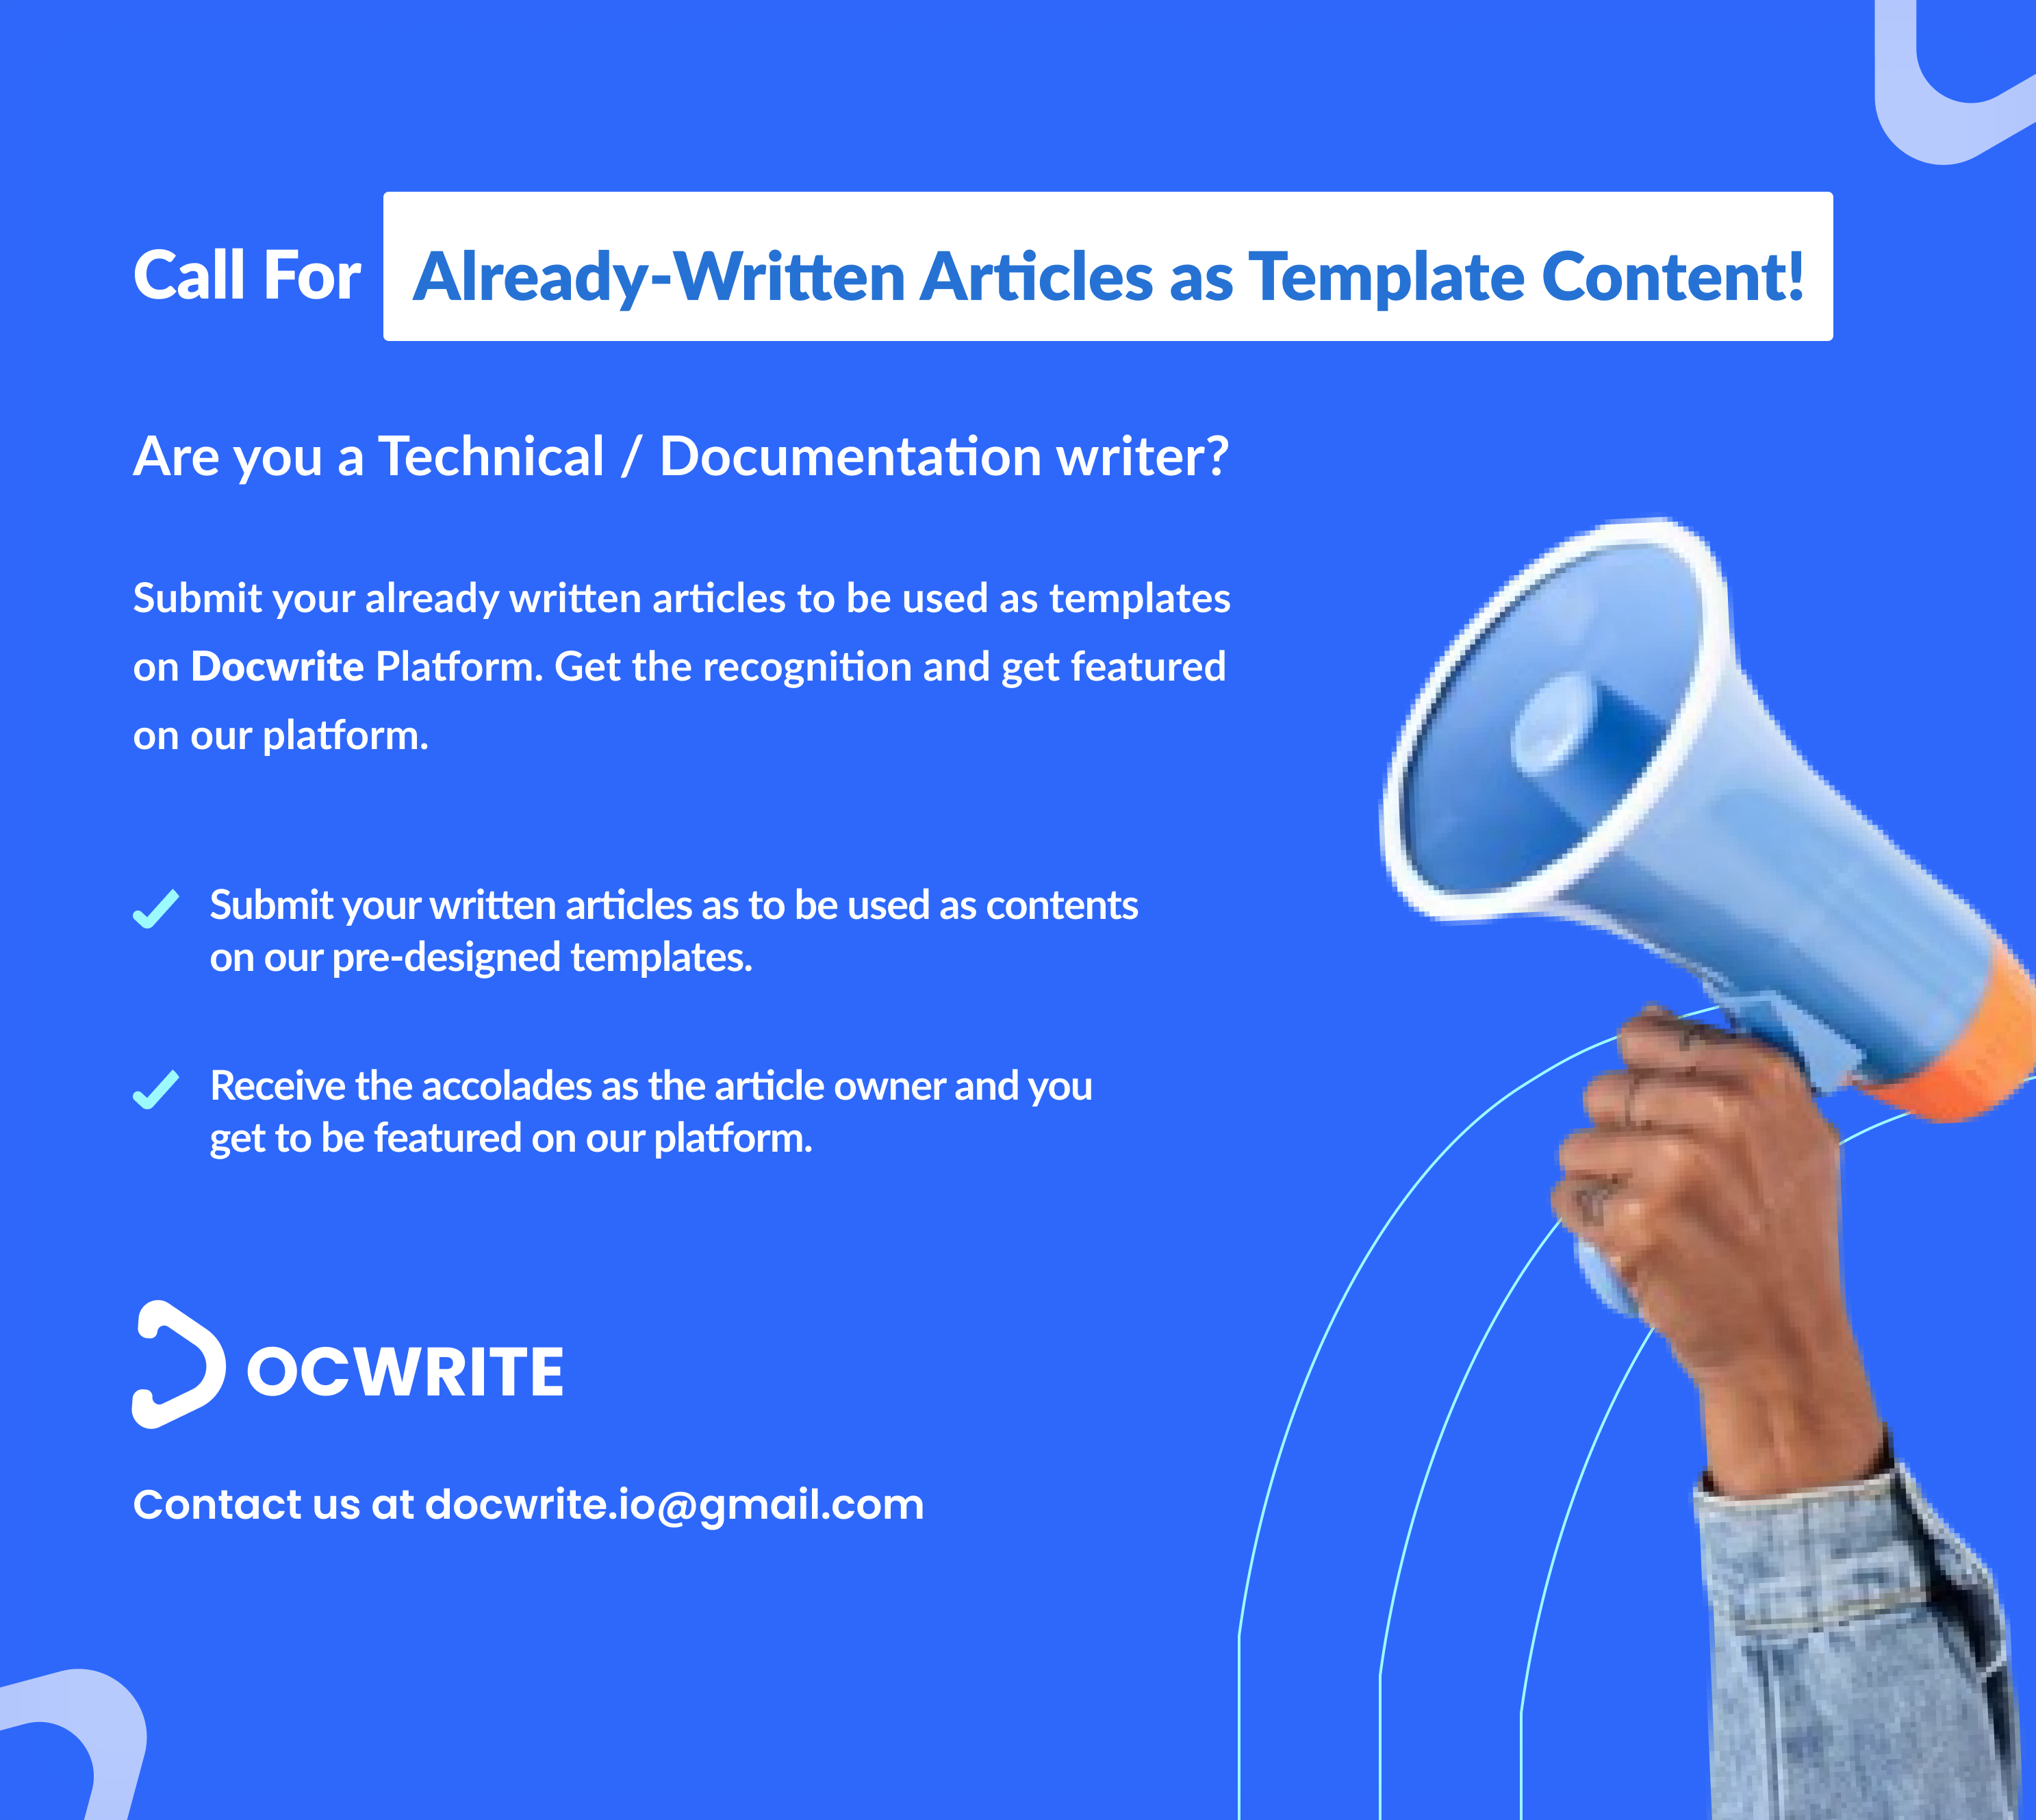 Call For Already-Written Articles as Template Content!
Are you a Technical / Documentation writer?
Submit your already written articles to be used as templates
on Docwrite Platform. Get the recognition and get featured
on our platform.
Submit your written articles as to be used as contents
on our pre-designed templates.
Receive the accolades as the article owner and you
get to be featured on our platform.
DOCWRITE
Contact us at docwrite.io@gmail.com